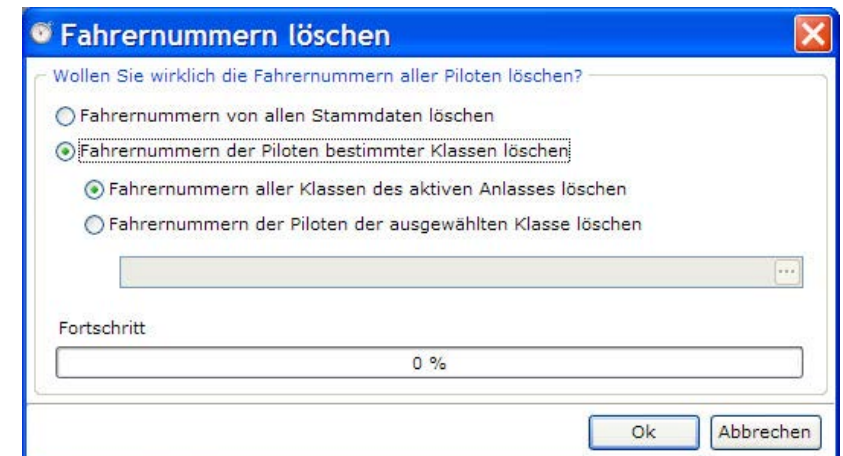 Fahrernummern löschen
Wollen Sie wirklich die Fahrernummern aller Piloten löschen?
Fahrernummern von allen Stammdaten löschen
Fahrernummern der Piloten bestimmter Klassen löschen
Fahrernummern aller Klassen des aktiven Anlasses löschen
Fahrernummern der Piloten der ausgewählten Klasse löschen
...
Fortschritt
0 %
Ok Abbrechen